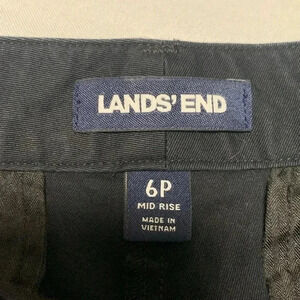 LANDS' END
6P
MID RISE
MADE IN
VIETNAM